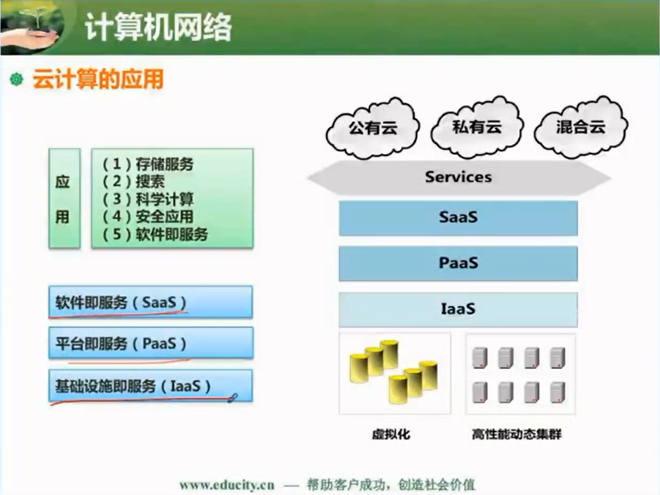 计算机网络
云计算的应用
应用
（1）存储服务
（2）搜索
（3）科学计算
（4）安全应用
（5）软件即服务
软件即服务（SaaS）
平台即服务（PaaS）
基础设施即服务（IaaS）
公有云
私有云
混合云
Services
SaaS
PaaS
IaaS
虚拟化
高性能动态集群
www.educity.cn — 帮助客户成功，创造社会价值